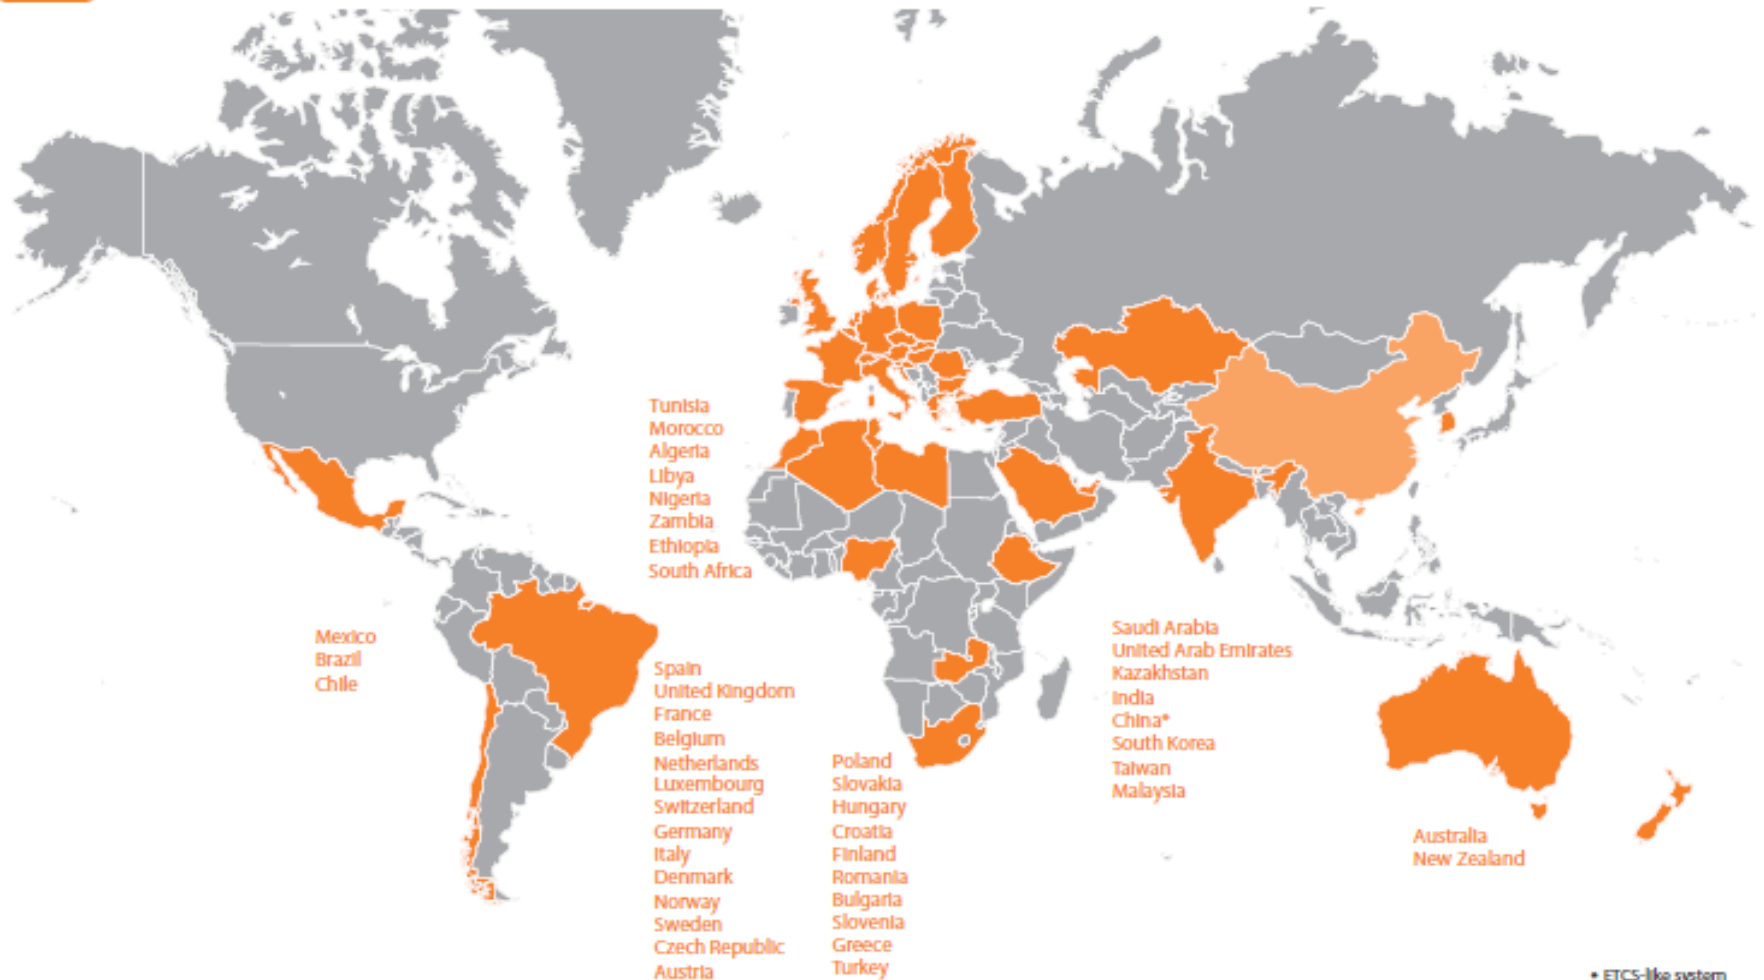 Tunisia
Morocco
Algeria
Libya
Nigeria
Zambia
Ethiopia
South Africa
Mexico
Brazil
Chile
Spain
United Kingdom
France
Belgium
Netherlands
Luxembourg
Switzerland
Germany
Italy
Denmark
Norway
Sweden
Czech Republic
Austria
Poland
Slovakia
Hungary
Croatia
Finland
Romania
Bulgaria
Slovenia
Greece
Turkey
Saudi Arabia
United Arab Emirates
Kazakhstan
India
China*
South Korea
Taiwan
Malaysia
Australia
New Zealand
* ETCS-like system